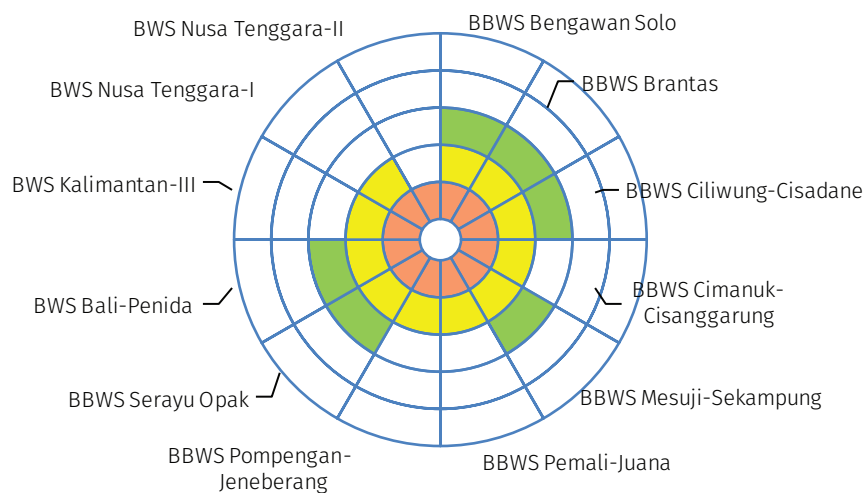 BWS Nusa Tenggara-II
BBWS Bengawan Solo
BWS Nusa Tenggara-I
BBWS Brantas
BWS Kalimantan-III
BBWS Ciliwung-Cisadane
BWS Bali-Penida
BBWS Cimanuk-
Cisanggarung
BBWS Serayu Opak
BBWS Mesuji-Sekampung
BBWS Pompengan-
Jeneberang
BBWS Pemali-Juana